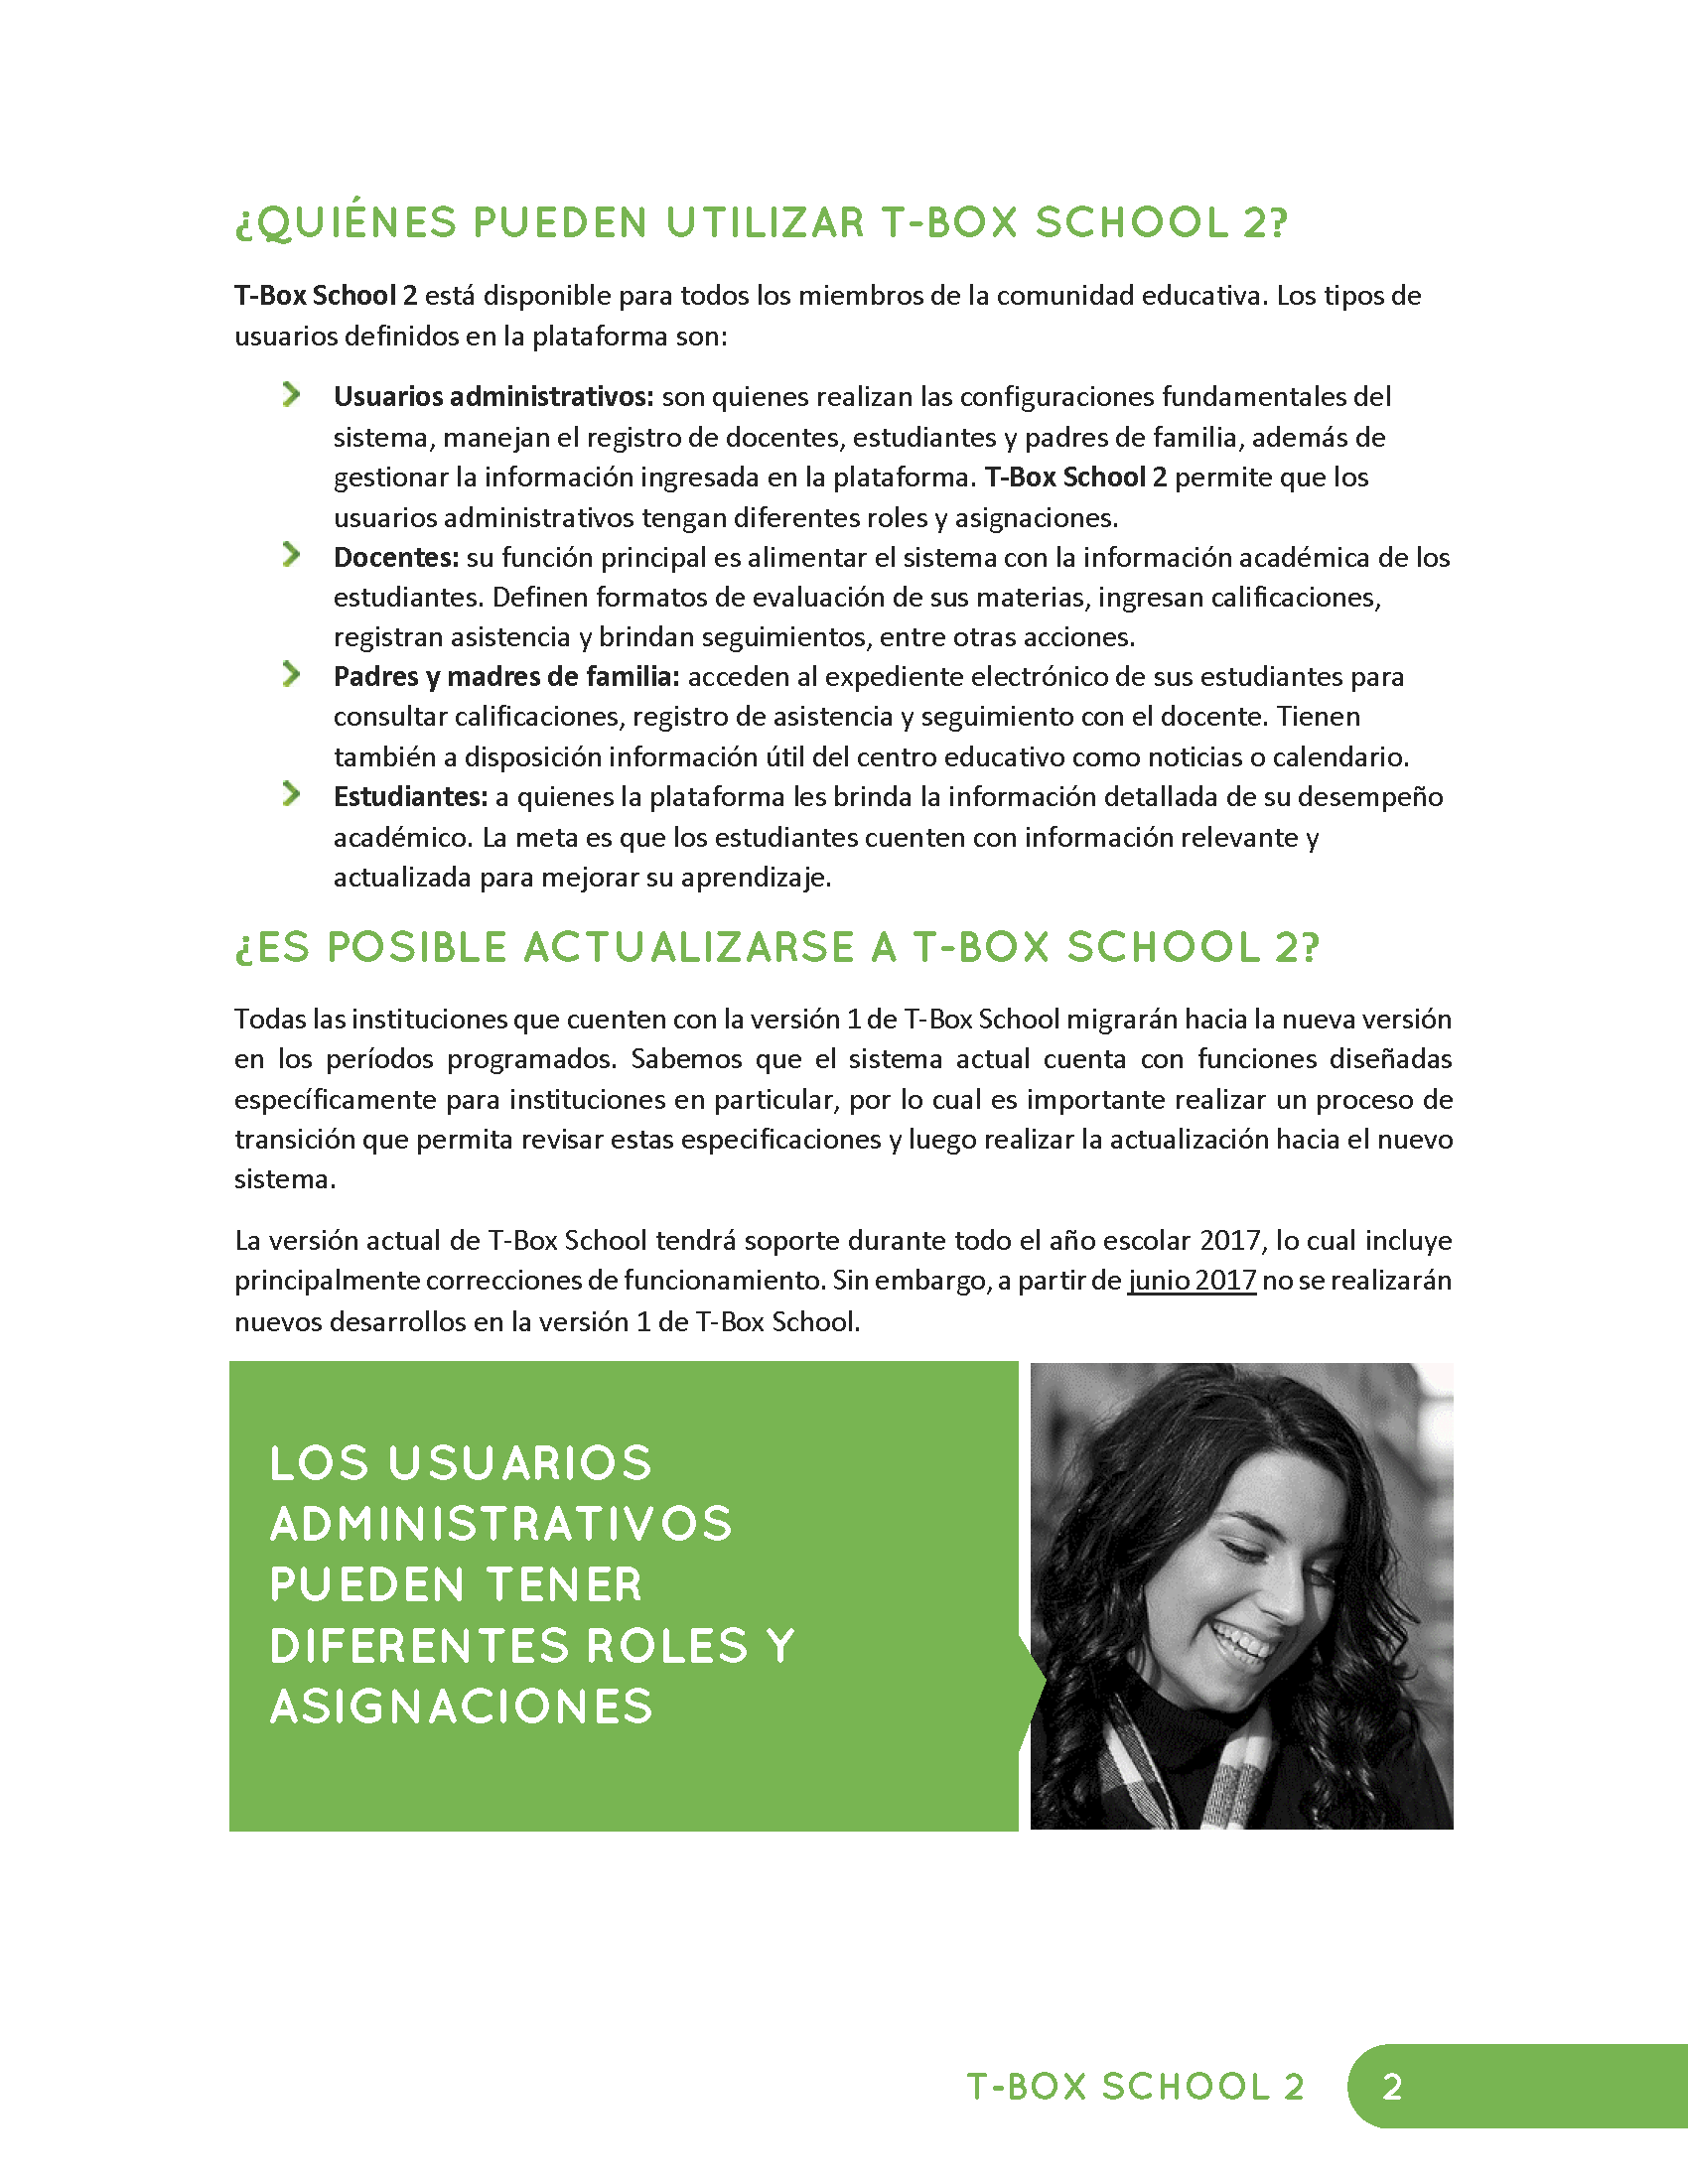 ¿QUIÉNES PUEDEN UTILIZAR T-BOX SCHOOL 2?
T-Box School 2 está disponible para todos los miembros de la comunidad educativa. Los tipos de
usuarios definidos en la plataforma son:
Usuarios administrativos: son quienes realizan las configuraciones fundamentales del
sistema, manejan el registro de docentes, estudiantes y padres de familia, además de
gestionar la información ingresada en la plataforma. T-Box School 2 permite que los
usuarios administrativos tengan diferentes roles y asignaciones.
Docentes: su función principal es alimentar el sistema con la información académica de los
estudiantes. Definen formatos de evaluación de sus materias, ingresan calificaciones,
registran asistencia y brindan seguimientos, entre otras acciones.
Padres y madres de familia: acceden al expediente electrónico de sus estudiantes para
consultar calificaciones, registro de asistencia y seguimiento con el docente. Tienen
también a disposición información útil del centro educativo como noticias o calendario.
Estudiantes: a quienes la plataforma les brinda la información detallada de su desempeño
académico. La meta es que los estudiantes cuenten con información relevante y
actualizada para mejorar su aprendizaje.
¿ES POSIBLE ACTUALIZARSE A T-BOX SCHOOL 2?
Todas las instituciones que cuenten con la versión 1 de T-Box School migrarán hacia la nueva versión
en los períodos programados. Sabemos que el sistema actual cuenta con funciones diseñadas
específicamente para instituciones en particular, por lo cual es importante realizar un proceso de
transición que permita revisar estas especificaciones y luego realizar la actualización hacia el nuevo
sistema.
La versión actual de T-Box School tendrá soporte durante todo el año escolar 2017, lo cual incluye
principalmente correcciones de funcionamiento. Sin embargo, a partir de junio 2017 no se realizarán
nuevos desarrollos en la versión 1 de T-Box School.
LOS USUARIOS
ADMINISTRATIVOS
PUEDEN TENER
DIFERENTES ROLES Y
ASIGNACIONES
T-BOX SCHOOL 2 2